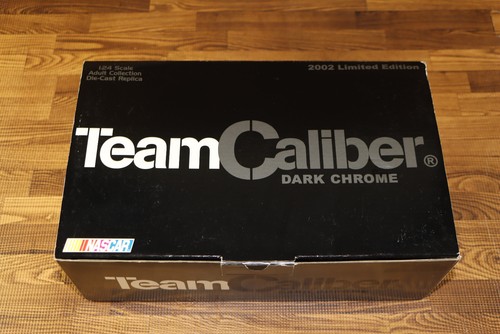 1:24 Scale
Adult Collection
Die-Cast Replica
2002 Limited Edition
TeamCaliber®
DARK CHROME
NASCAR
TeamCaliber